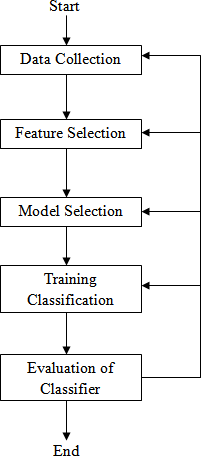 Start
Data Collection
Feature Selection
Model Selection
Training
Classification
Evaluation of
Classifier
End